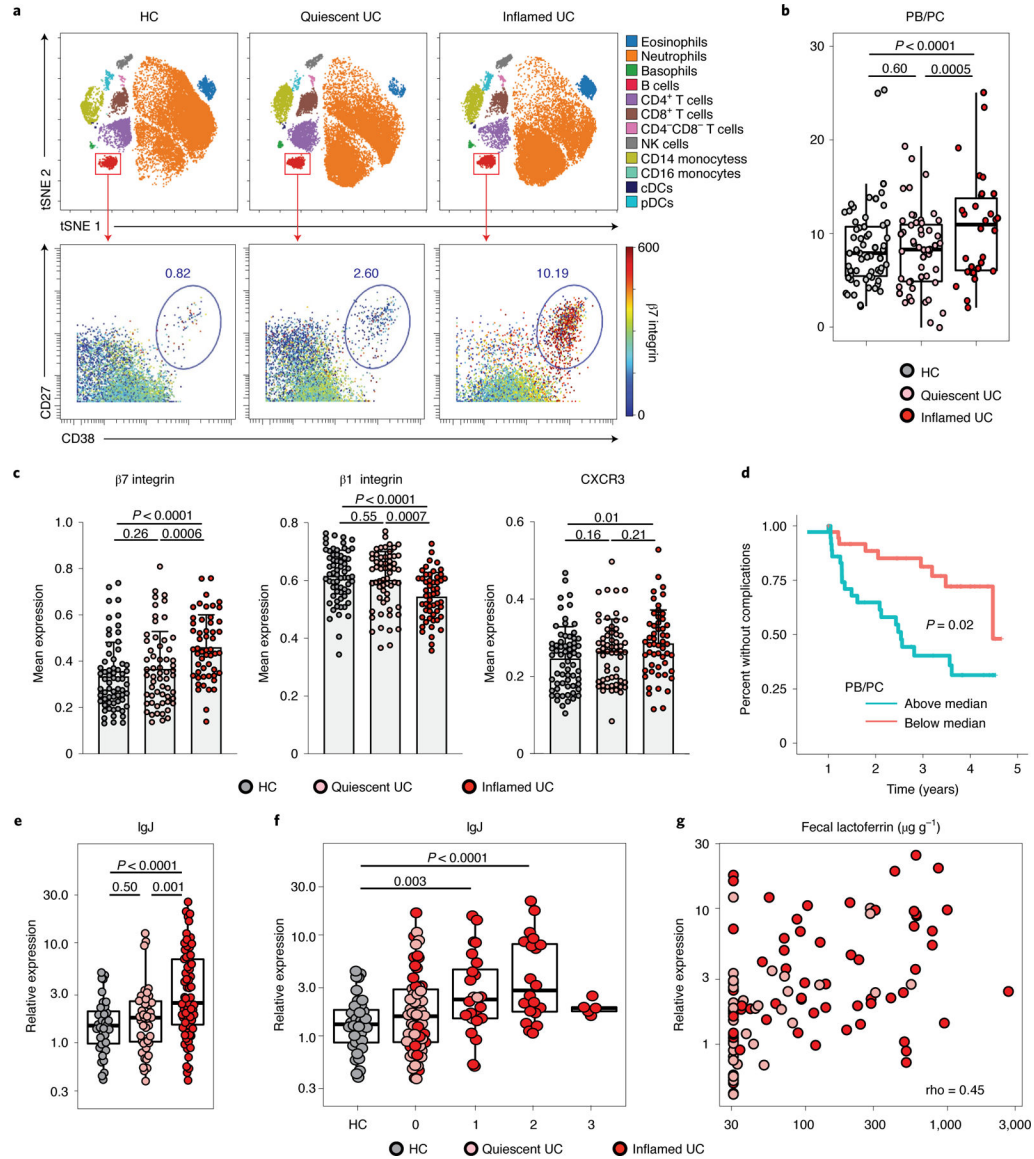 a
HC
Quiescent UC
Inflamed UC
tSNE 2
tSNE 1
Eosinophils
Neutrophils
Basophils
B cells
CD4+ T cells
CD8+ T cells
CD4−CD8− T cells
NK cells
CD14 monocytess
CD16 monocytes
cDCs
pDCs
0.82
2.60
10.19
600
β7 integrin
0
CD27
CD38
b
PB/PC
30
20
10
0
P < 0.0001
0.60
0.0005
HC
Quiescent UC
Inflamed UC
c
β7 integrin
Mean expression
1.0
0.8
0.6
0.4
0.2
0
P < 0.0001
0.26
0.0006
β1 integrin
Mean expression
0.8
0.6
0.4
0.2
0
P < 0.0001
0.55
0.0007
CXCR3
Mean expression
0.6
0.4
0.2
0
0.01
0.16
0.21
HC
Quiescent UC
Inflamed UC
d
Percent without complications
1.00
0.75
0.50
0.25
0
P = 0.02
PB/PC
Above median
Below median
0
1
2
3
4
5
Time (years)
e
IgJ
Relative expression
30.0
10.0
3.0
1.0
0.3
P < 0.0001
0.50
0.001
f
IgJ
Relative expression
30.0
10.0
3.0
1.0
0.3
P < 0.0001
0.003
HC
0
1
2
3
HC
Quiescent UC
Inflamed UC
g
Fecal lactoferrin (μg g−1)
Relative expression
30
10
3
1
rho = 0.45
30
100
300
1,000
3,000